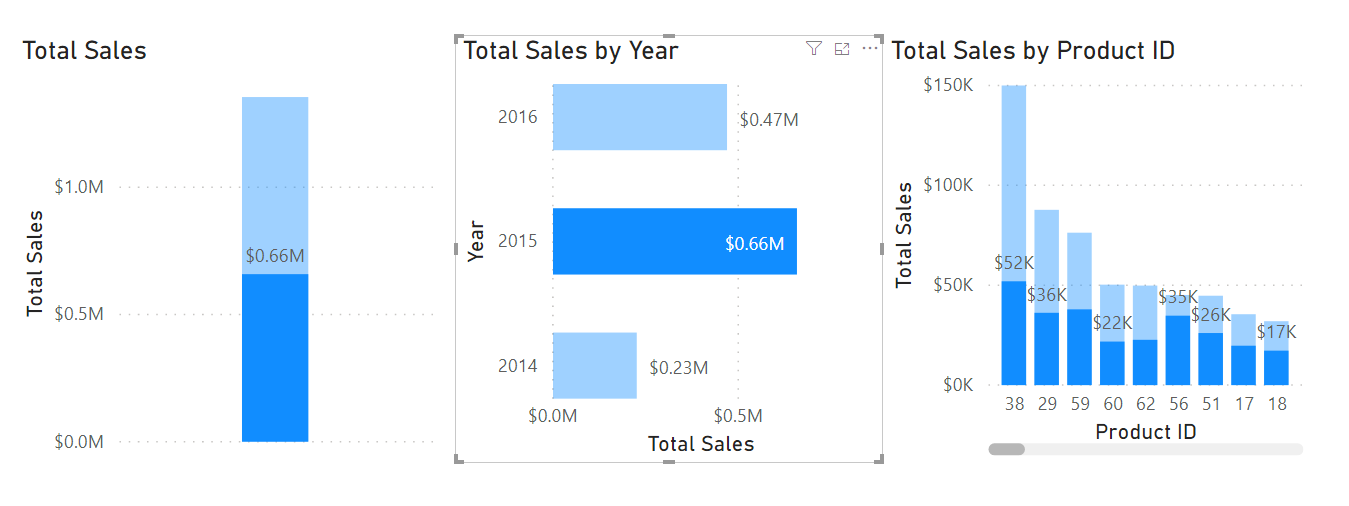 Total Sales
$1.0M
$0.66M
$0.5M
$0.0M
Total Sales
Total Sales by Year
2016
$0.47M
2015
$0.66M
2014
$0.23M
$0.0M $0.5M
Year
Total Sales
Total Sales by Product ID
$150K
$100K
$50K
$0K
Total Sales
$52K
$36K
$22K
$35K
$26K
$17K
38 29 59 60 62 56 51 17 18
Product ID